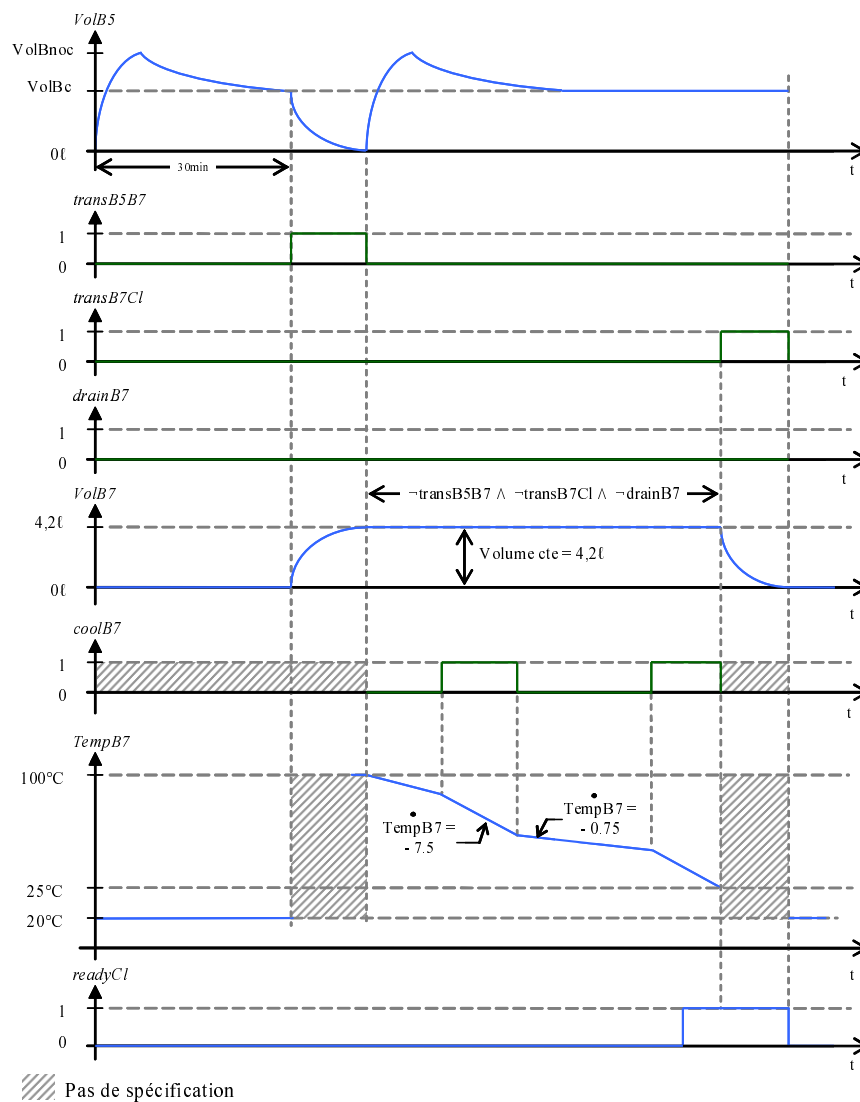 VolB5
VolBnoc
VolBc
0ℓ
30min
t
transB5B7
1
0
t
transB7Cl
1
0
t
drainB7
1
0
t
VolB7
¬transB5B7 ∧ ¬transB7Cl ∧ ¬drainB7
4,2ℓ
Volume cte = 4,2ℓ
0ℓ
t
coolB7
1
0
t
TempB7
100°C
TempB7 =
- 7.5
TempB7 =
- 0.75
25°C
20°C
t
readyCl
1
0
t
Pas de spécification